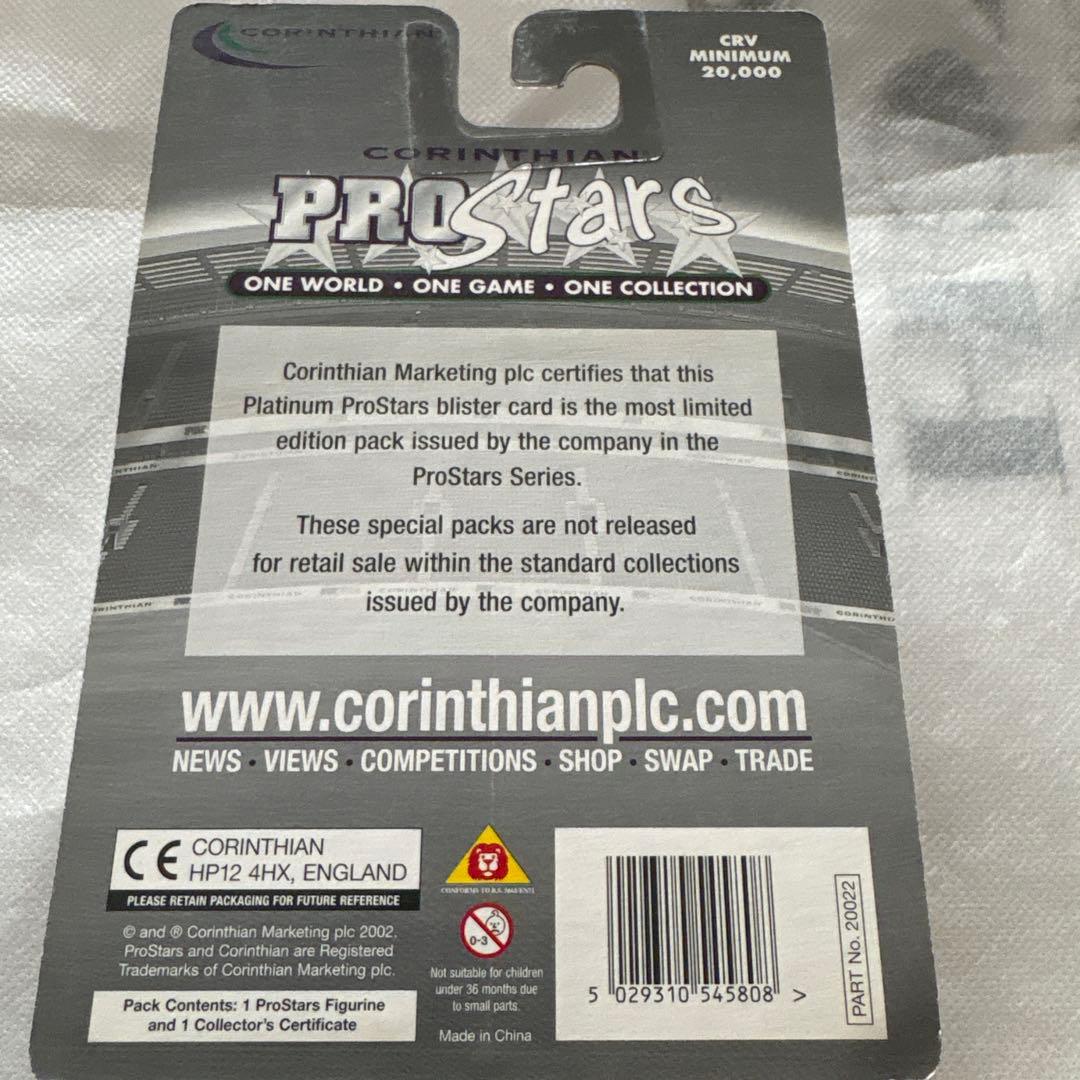 CORINTHIAN
CRV
MINIMUM
20,000
CORINTHIAN
PROStars
ONE WORLD • ONE GAME • ONE COLLECTION
Corinthian Marketing plc certifies that this
Platinum ProStars blister card is the most limited
edition pack issued by the company in the
ProStars Series.
These special packs are not released
for retail sale within the standard collections
issued by the company.
www.corinthianplc.com
NEWS • VIEWS • COMPETITIONS • SHOP • SWAP • TRADE
CE CORINTHIAN
HP12 4HX, ENGLAND
PLEASE RETAIN PACKAGING FOR FUTURE REFERENCE
© and ® Corinthian Marketing plc 2002.
ProStars and Corinthian are Registered
Trademarks of Corinthian Marketing plc.
Pack Contents: 1 ProStars Figurine
and 1 Collector's Certificate
CONFORMS TO B.S. 5665/EN71
0-3
Not suitable for children
under 36 months due
to small parts.
Made in China
5 029310 545808 >
PART No. 20022